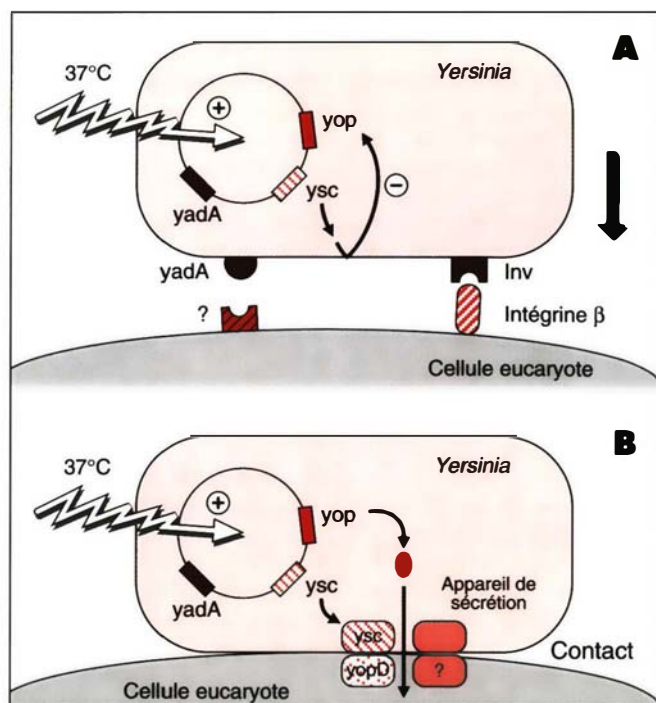 A
37°C
Yersinia
+
yop
ysc
−
yadA
yadA
Inv
?
Intégrine β
Cellule eucaryote
B
37°C
Yersinia
+
yop
yadA
ysc
Appareil de
sécrétion
ysc
Contact
yopD
?
Cellule eucaryote